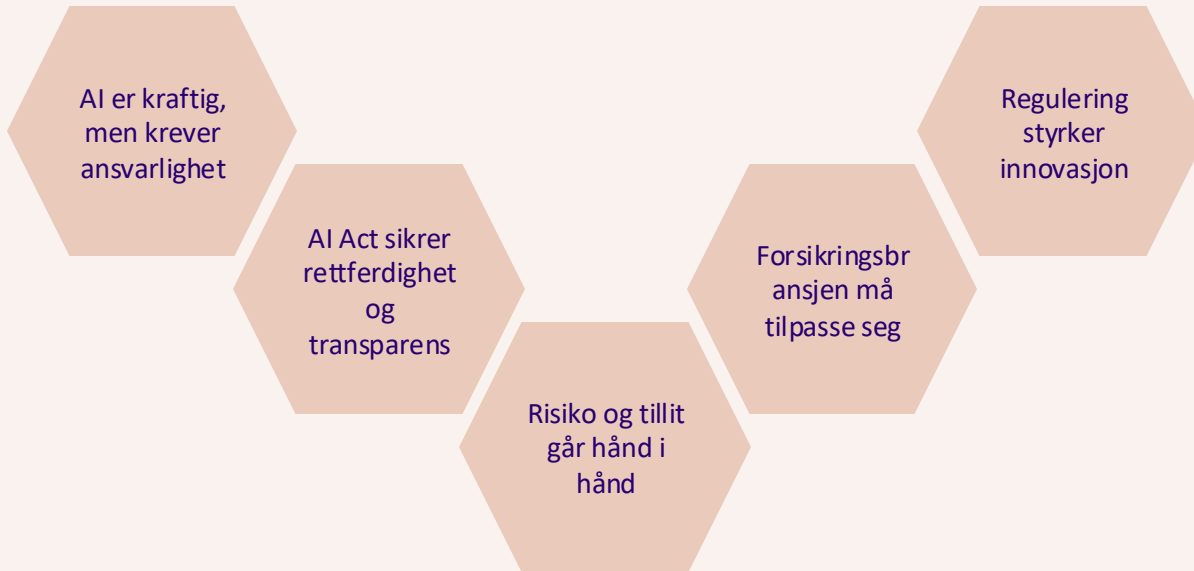 AI er kraftig,
men krever
ansvarlighet
AI Act sikrer
rettferdighet
og
transparens
Risiko og tillit
går hånd i
hånd
Forsikringsbr
ansjen må
tilpasse seg
Regulering
styrker
innovasjon